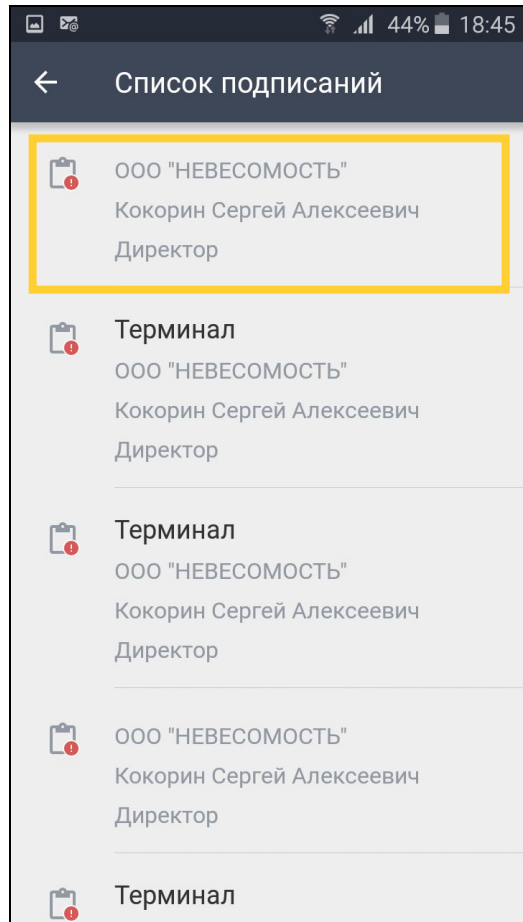 44% 18:45
Список подписаний
ООО "НЕВЕСОМОСТЬ"
Кокорин Сергей Алексеевич
Директор
Терминал
ООО "НЕВЕСОМОСТЬ"
Кокорин Сергей Алексеевич
Директор
Терминал
ООО "НЕВЕСОМОСТЬ"
Кокорин Сергей Алексеевич
Директор
ООО "НЕВЕСОМОСТЬ"
Кокорин Сергей Алексеевич
Директор
Терминал